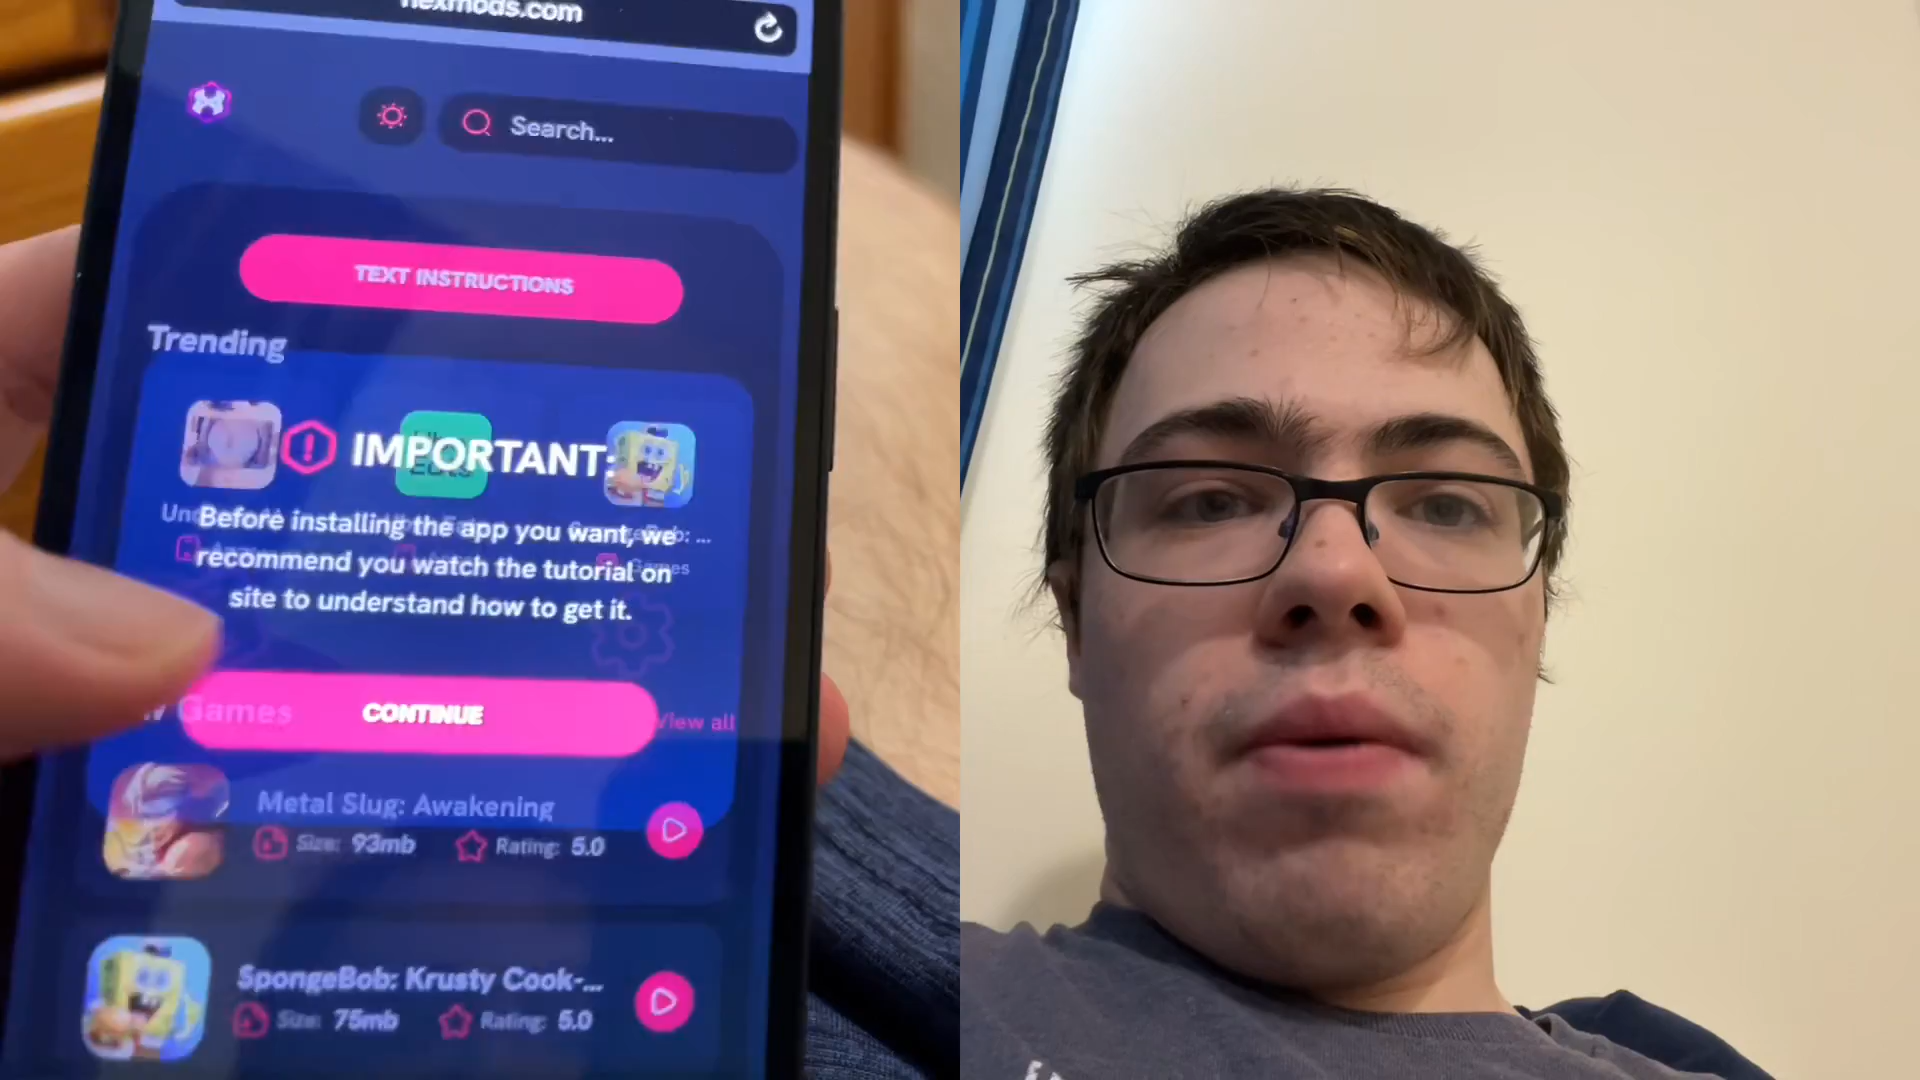 nexmods.com
Search...
TEXT INSTRUCTIONS
Trending
IMPORTANT:
Before installing the app you want, we
recommend you watch the tutorial on
site to understand how to get it.
Games
Games
View all
CONTINUE
Metal Slug: Awakening
Size: 93mb Rating: 5.0
SpongeBob: Krusty Cook-...
Size: 75mb Rating: 5.0